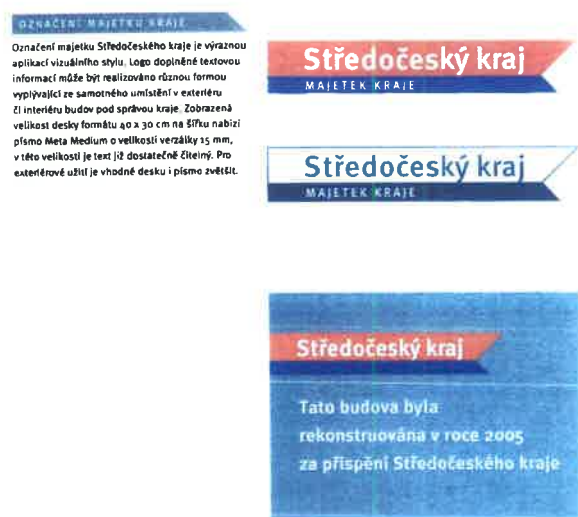 OZNAČENÍ MAJETKU KRAJE
Označení majetku Středočeského kraje je výraznou
aplikací vizuálního stylu. Logo doplněné textovou
informací může být realizováno různou formou
vyplývající ze samotného umístění v exteriéru
či interiéru budov pod správou kraje. Zobrazená
velikost desky formátu 40 x 30 cm na šířku nabízí
písmo Meta Medium o velikosti verzálky 15 mm,
v této velikosti je text již dostatečně čitelný. Pro
exteriérové užití je vhodné desku i písmo zvětšit.
Středočeský kraj
MAJETEK KRAJE
Středočeský kraj
MAJETEK KRAJE
Středočeský kraj
Tato budova byla
rekonstruována v roce 2005
za přispění Středočeského kraje